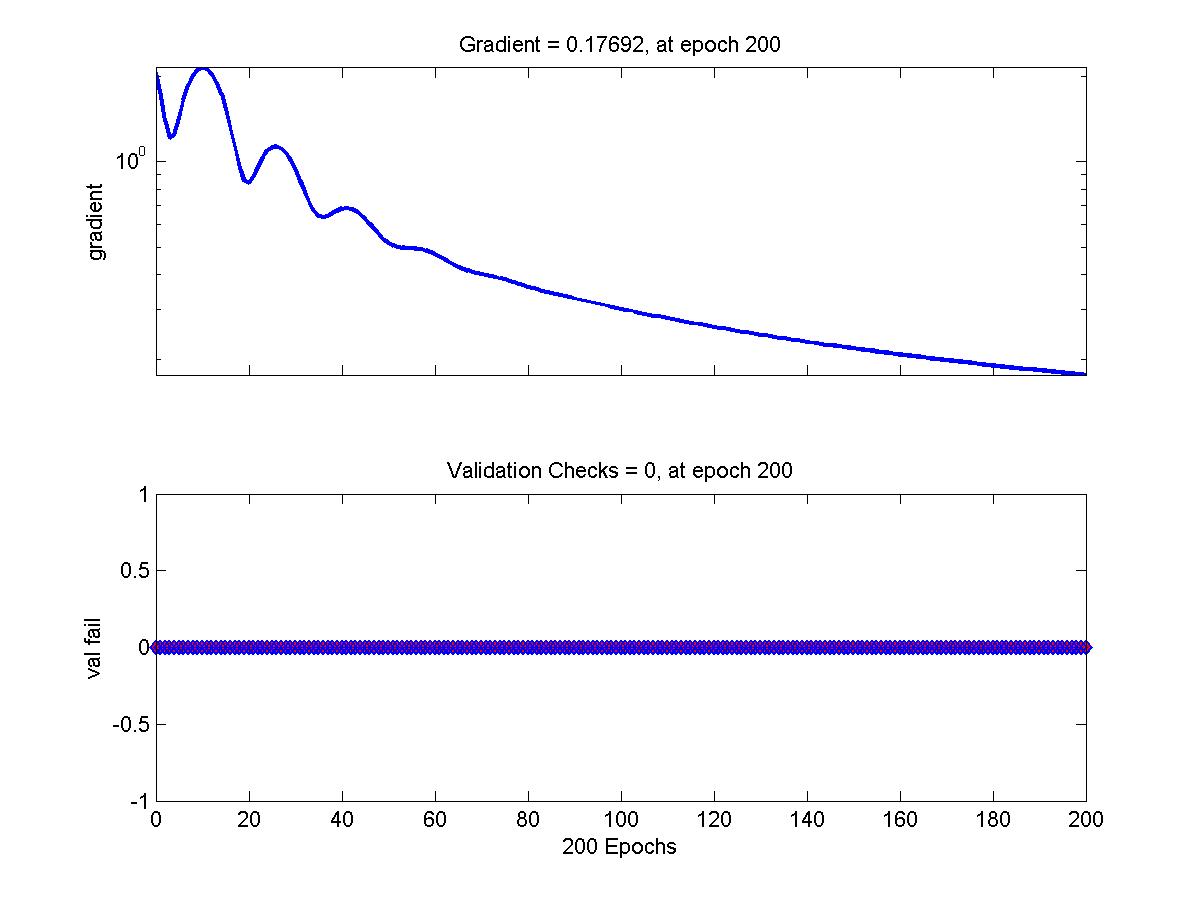 Gradient = 0.17692, at epoch 200
10^0
gradient
Validation Checks = 0, at epoch 200
1
0.5
0
-0.5
-1
val fail
0 20 40 60 80 100 120 140 160 180 200
200 Epochs